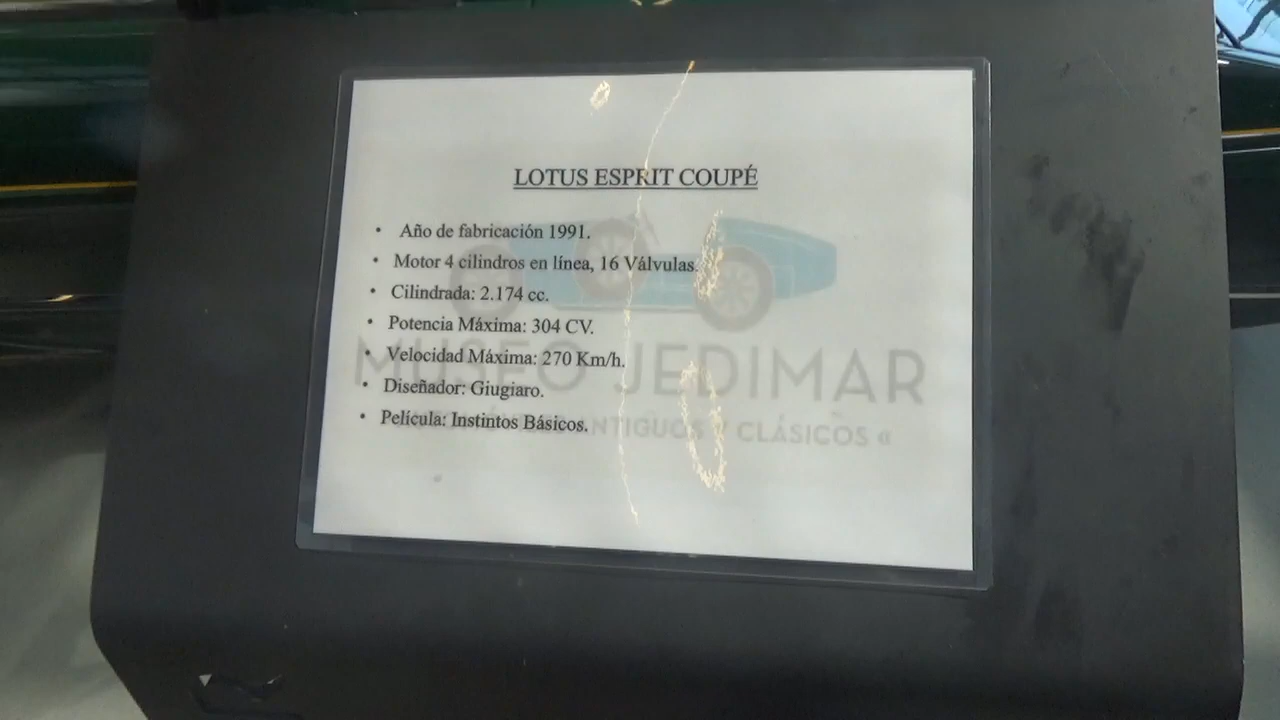 LOTUS ESPRIT COUPÉ
• Año de fabricación 1991.
• Motor 4 cilindros en línea, 16 Válvulas.
• Cilindrada: 2.174 cc.
• Potencia Máxima: 304 CV.
• Velocidad Máxima: 270 Km/h.
• Diseñador: Giugiaro.
• Película: Instintos Básicos.
MUSEO JEDIMAR
ANTIGUOS Y CLÁSICOS «